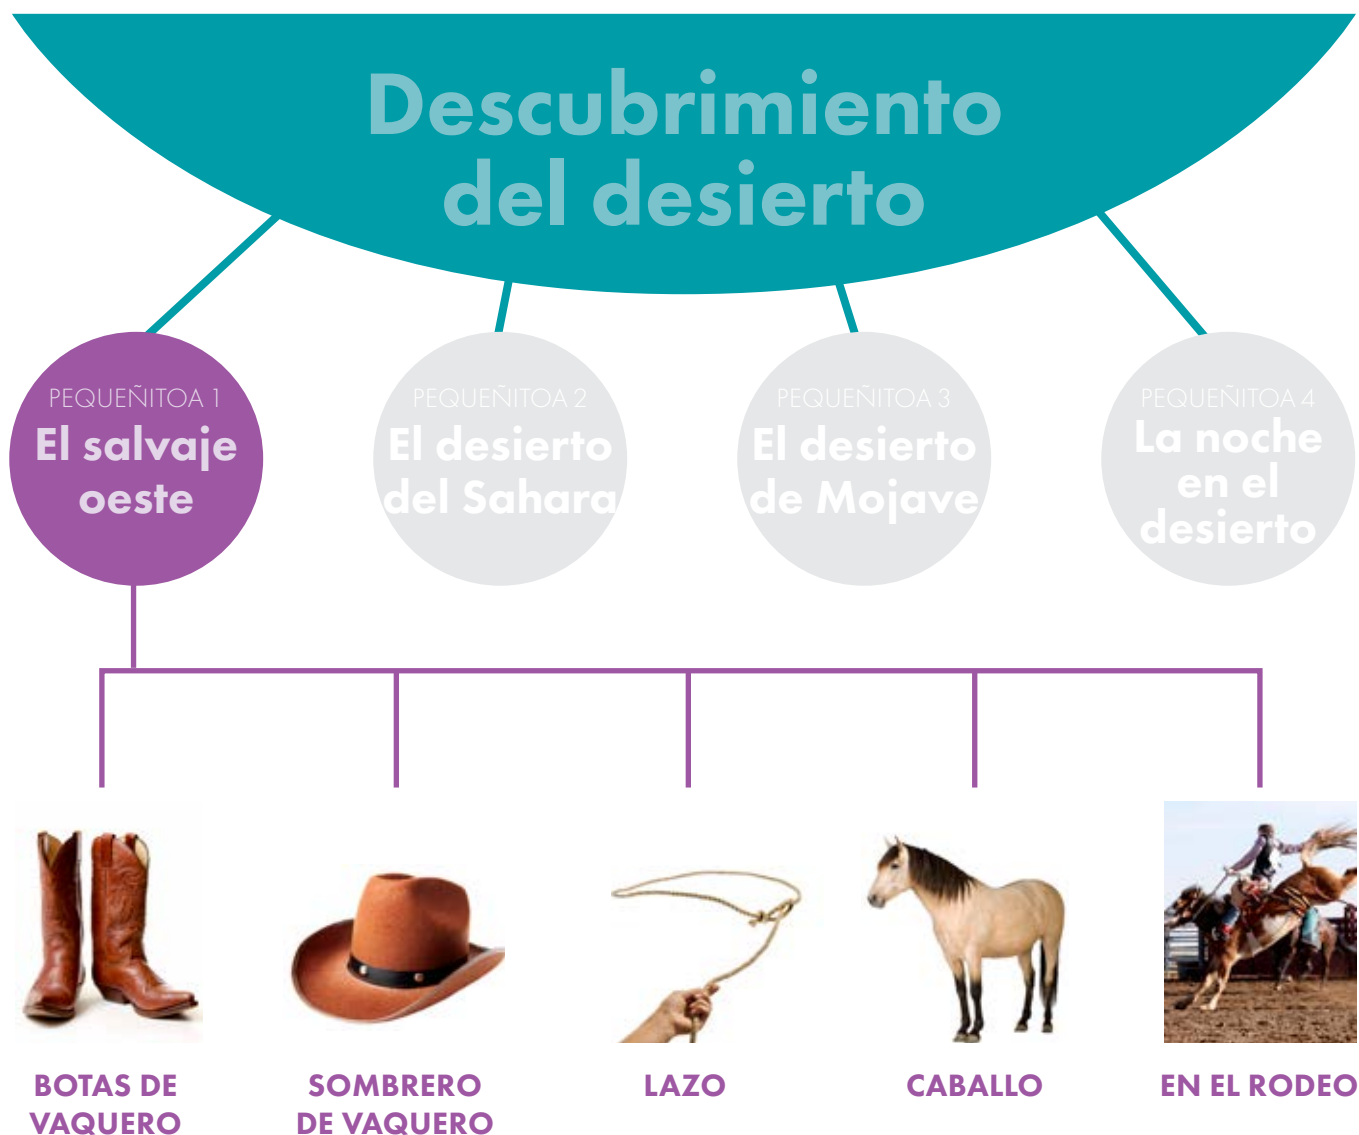 Descubrimiento
del desierto
PEQUEÑITOA 1
El salvaje
oeste
PEQUEÑITOA 2
El desierto
del Sahara
PEQUEÑITOA 3
El desierto
de Mojave
PEQUEÑITOA 4
La noche
en el
desierto
BOTAS DE
VAQUERO
SOMBRERO
DE VAQUERO
LAZO
CABALLO
EN EL RODEO